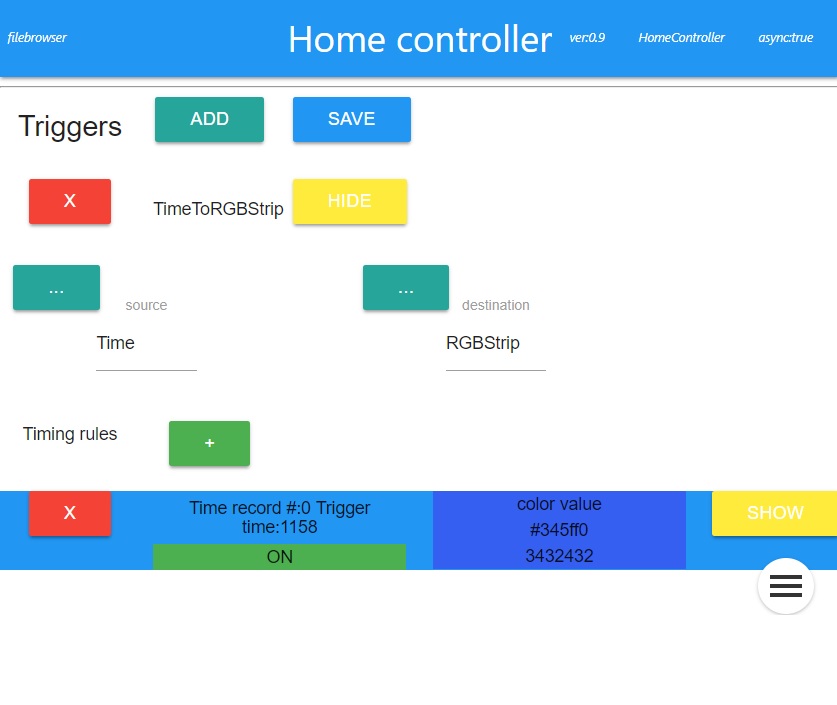 filebrowser Home controller ver:0.9 HomeController async:true
Triggers ADD SAVE
X TimeToRGBStrip HIDE
... source ... destination
Time RGBStrip
Timing rules +
X Time record #:0 Trigger
time:1158
ON
color value
#345ff0
3432432
SHOW